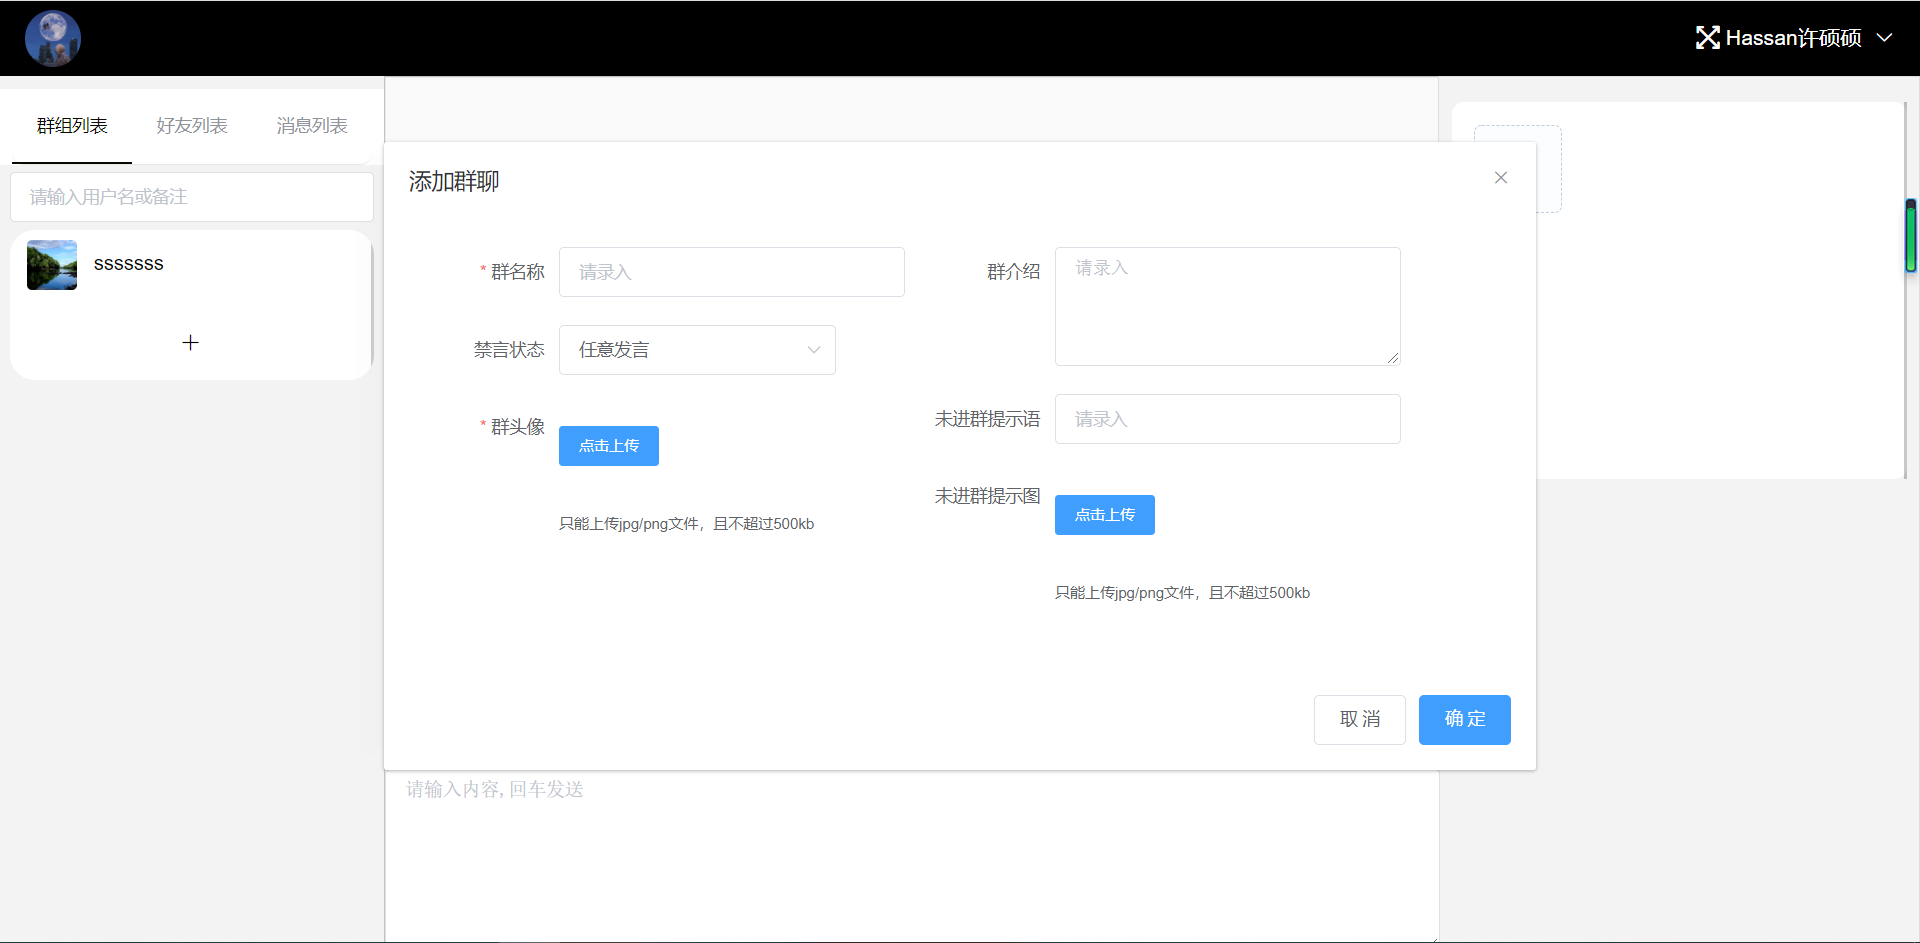 Hassan许硕硕
群组列表 好友列表 消息列表
请输入用户名或备注
sssssss
添加群聊
* 群名称 请录入
群介绍 请录入
禁言状态 任意发言
* 群头像 点击上传
只能上传jpg/png文件，且不超过500kb
未进群提示语 请录入
未进群提示图 点击上传
只能上传jpg/png文件，且不超过500kb
取 消 确 定
请输入内容, 回车发送